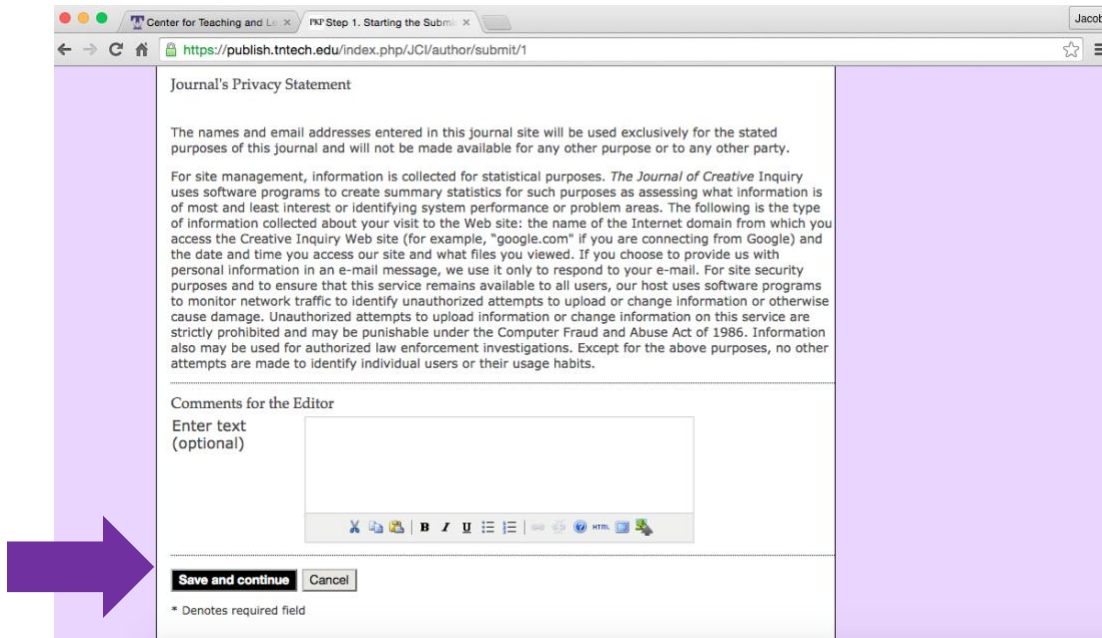 Center for Teaching and Le
PKP Step 1. Starting the Submis
Jacob
https://publish.tntech.edu/index.php/JCI/author/submit/1
Journal's Privacy Statement
The names and email addresses entered in this journal site will be used exclusively for the stated
purposes of this journal and will not be made available for any other purpose or to any other party.
For site management, information is collected for statistical purposes. The Journal of Creative Inquiry
uses software programs to create summary statistics for such purposes as assessing what information is
of most and least interest or identifying system performance or problem areas. The following is the type
of information collected about your visit to the Web site: the name of the Internet domain from which you
access the Creative Inquiry Web site (for example, "google.com" if you are connecting from Google) and
the date and time you access our site and what files you viewed. If you choose to provide us with
personal information in an e-mail message, we use it only to respond to your e-mail. For site security
purposes and to ensure that this service remains available to all users, our host uses software programs
to monitor network traffic to identify unauthorized attempts to upload or change information or otherwise
cause damage. Unauthorized attempts to upload information or change information on this service are
strictly prohibited and may be punishable under the Computer Fraud and Abuse Act of 1986. Information
also may be used for authorized law enforcement investigations. Except for the above purposes, no other
attempts are made to identify individual users or their usage habits.
Comments for the Editor
Enter text
(optional)
B I U HTML
Save and continue Cancel
* Denotes required field